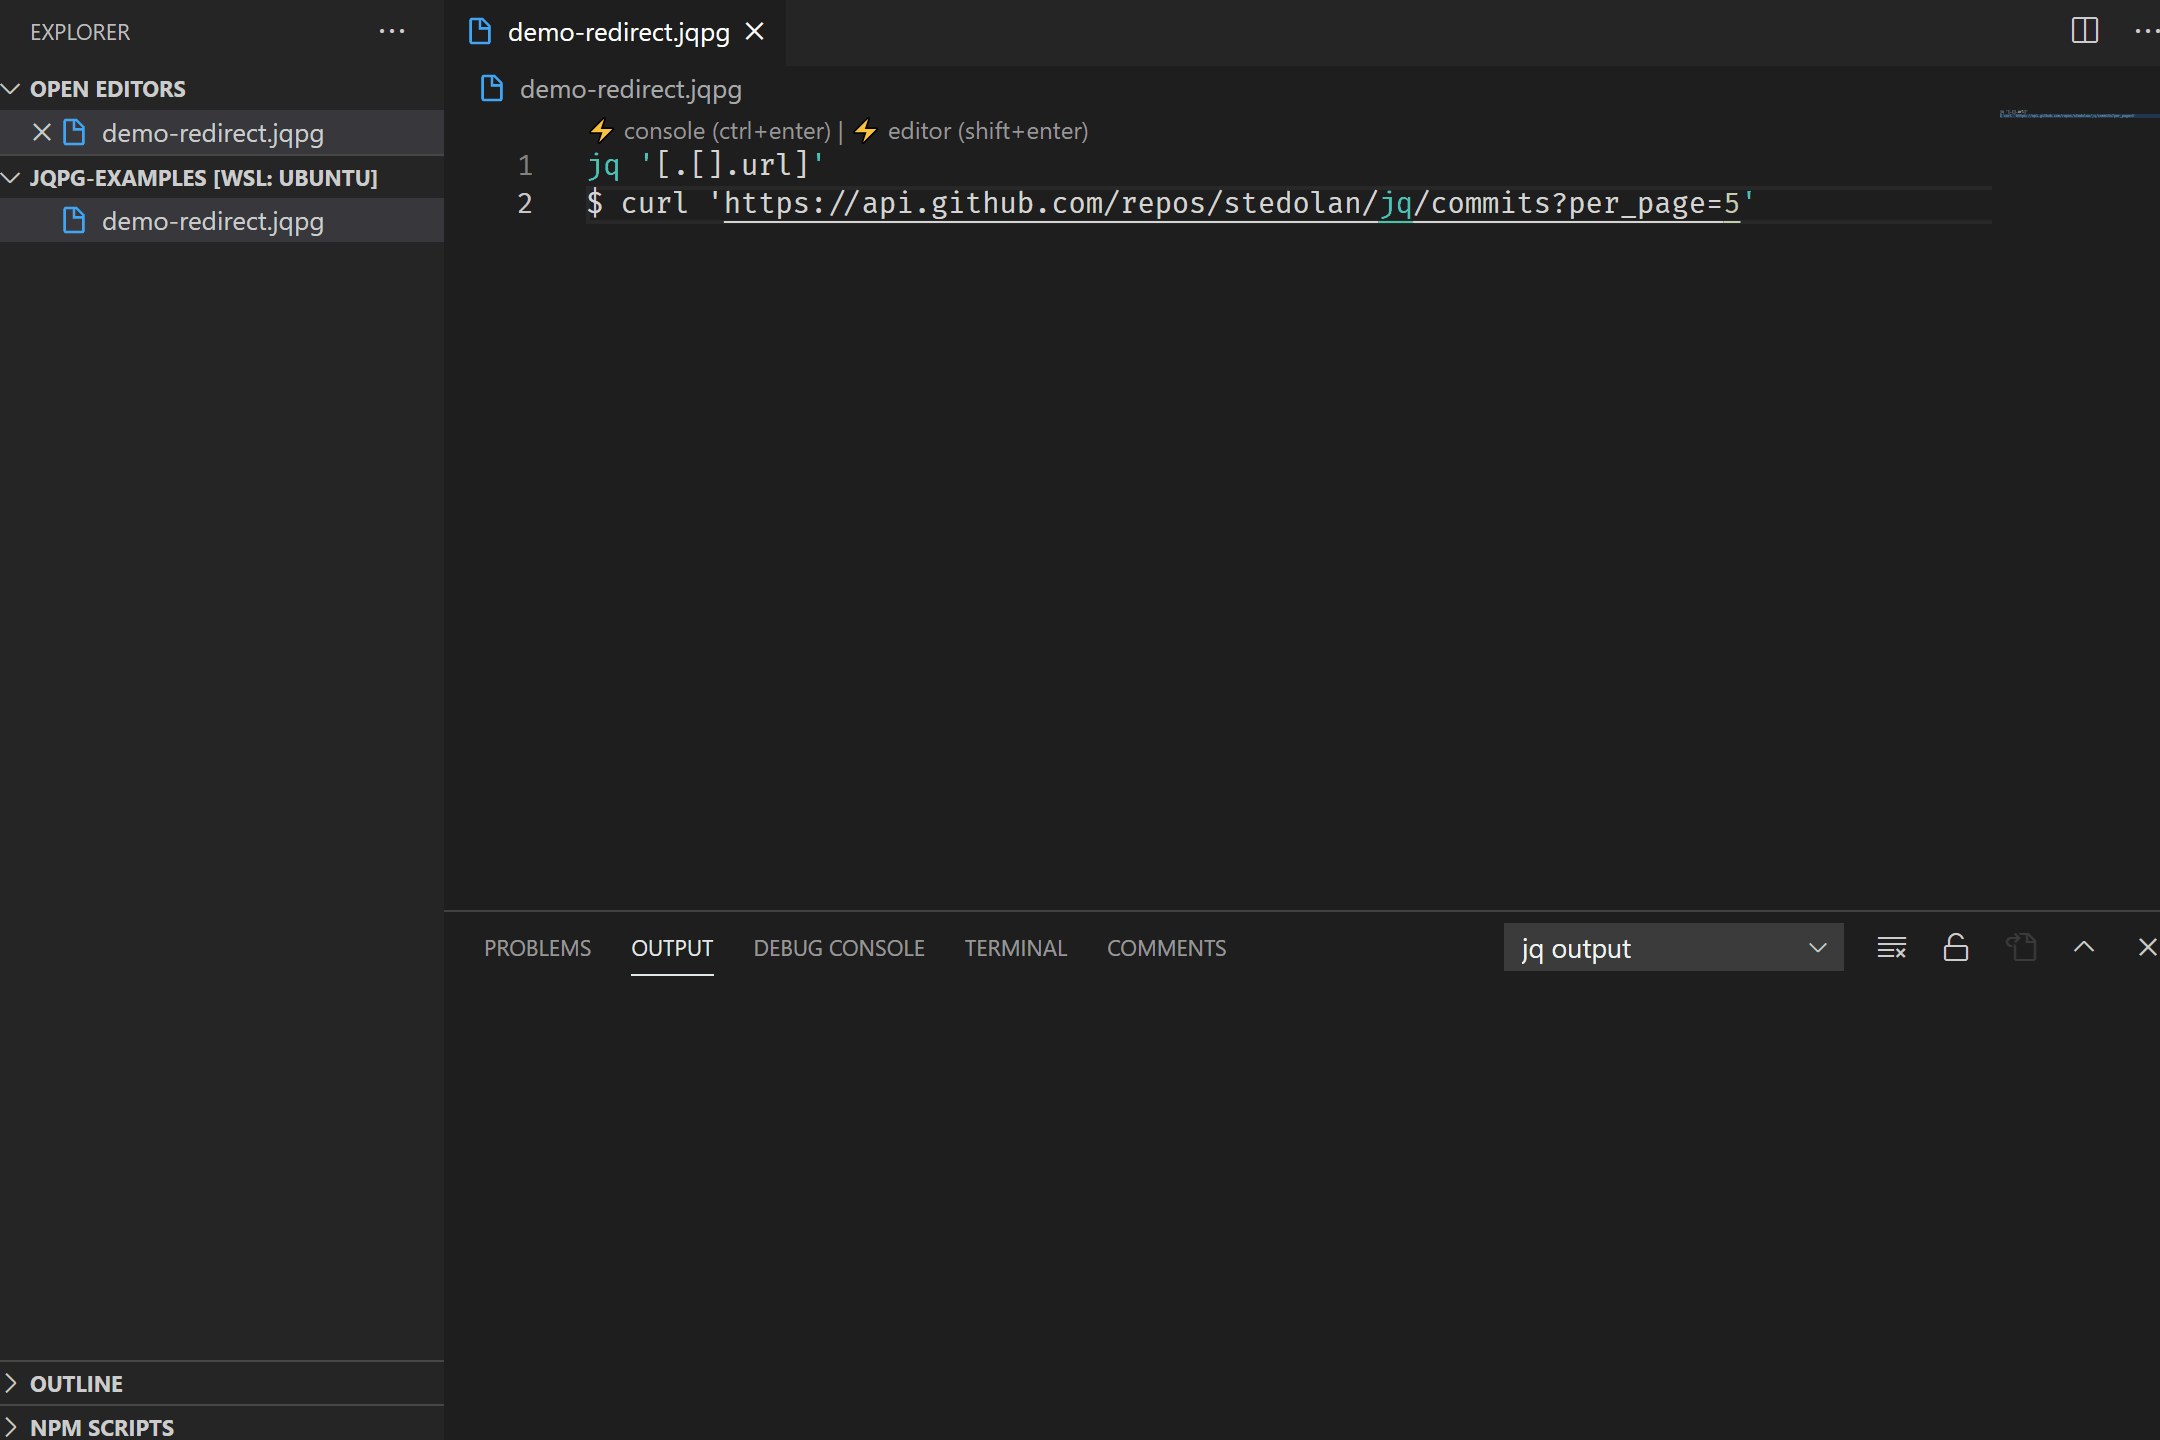 EXPLORER
OPEN EDITORS
demo-redirect.jqpg
JQPG-EXAMPLES [WSL: UBUNTU]
demo-redirect.jqpg
OUTLINE
NPM SCRIPTS
demo-redirect.jqpg
demo-redirect.jqpg
⚡ console (ctrl+enter) | ⚡ editor (shift+enter)
1 jq '[.[].url]'
2 $ curl 'https://api.github.com/repos/stedolan/jq/commits?per_page=5'
PROBLEMS OUTPUT DEBUG CONSOLE TERMINAL COMMENTS jq output